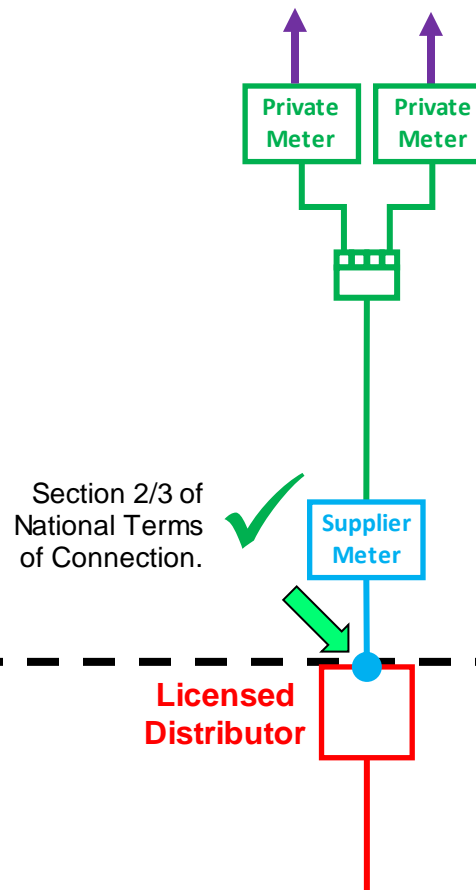 Private
Meter
Private
Meter
Section 2/3 of
National Terms
of Connection.
Supplier
Meter
Licensed
Distributor